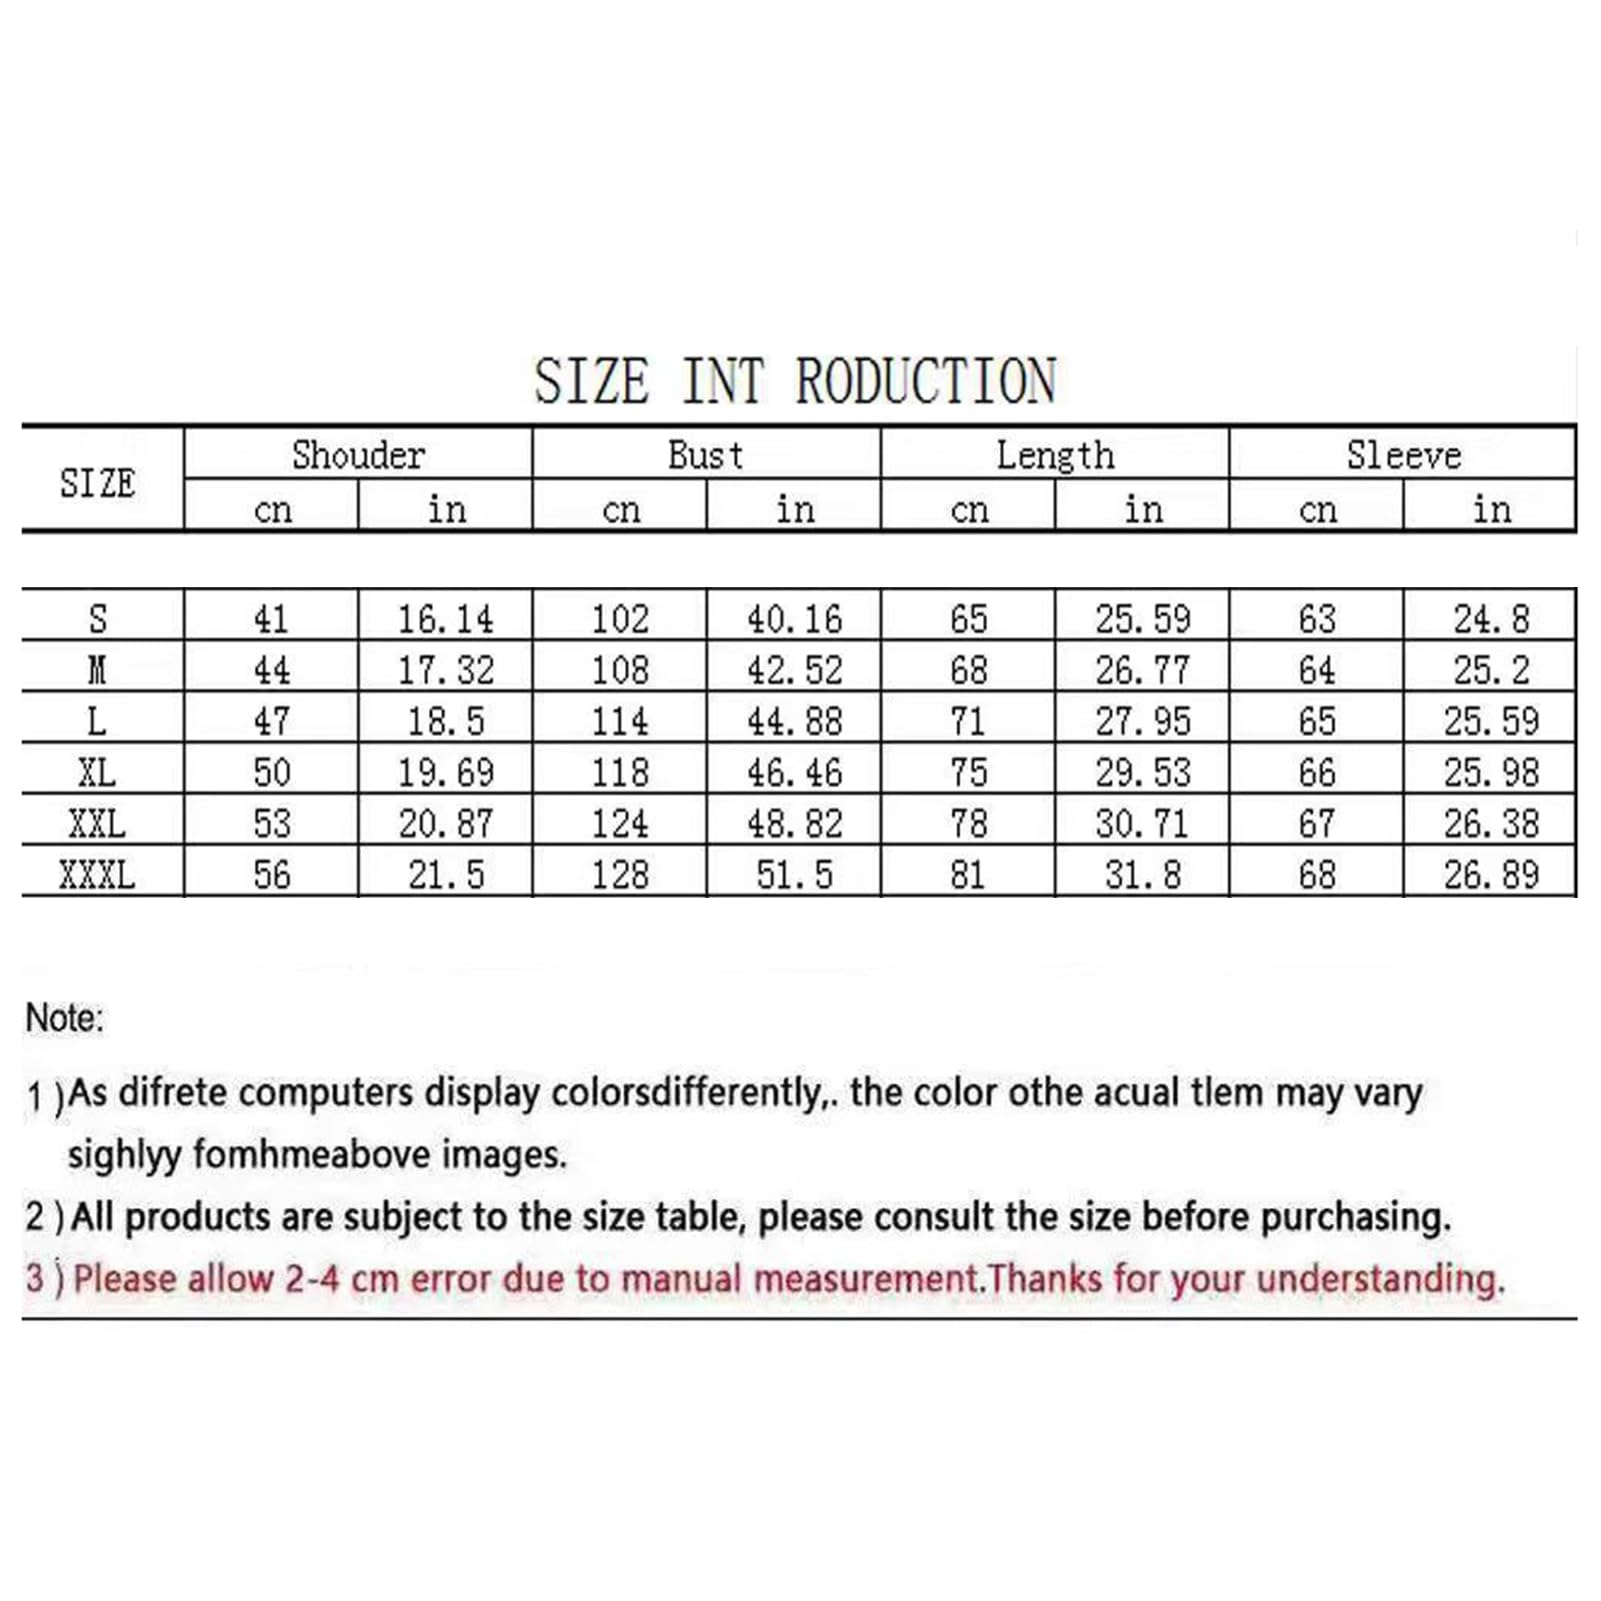 SIZE INT RODUCTION
SIZE Shouder Bust Length Sleeve
cn in cn in cn in cn in
S 41 16.14 102 40.16 65 25.59 63 24.8
M 44 17.32 108 42.52 68 26.77 64 25.2
L 47 18.5 114 44.88 71 27.95 65 25.59
XL 50 19.69 118 46.46 75 29.53 66 25.98
XXL 53 20.87 124 48.82 78 30.71 67 26.38
XXXL 56 21.5 128 51.5 81 31.8 68 26.89
Note:
1 )As difrete computers display colorsdifferently,. the color othe acual tlem may vary
sighlyy fomhmeabove images.
2 )All products are subject to the size table, please consult the size before purchasing.
3 )Please allow 2-4 cm error due to manual measurement.Thanks for your understanding.